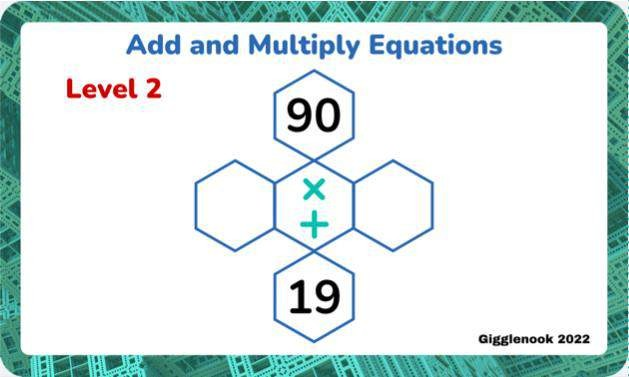 Add and Multiply Equations
Level 2
90
×
+
19
Gigglenook 2022